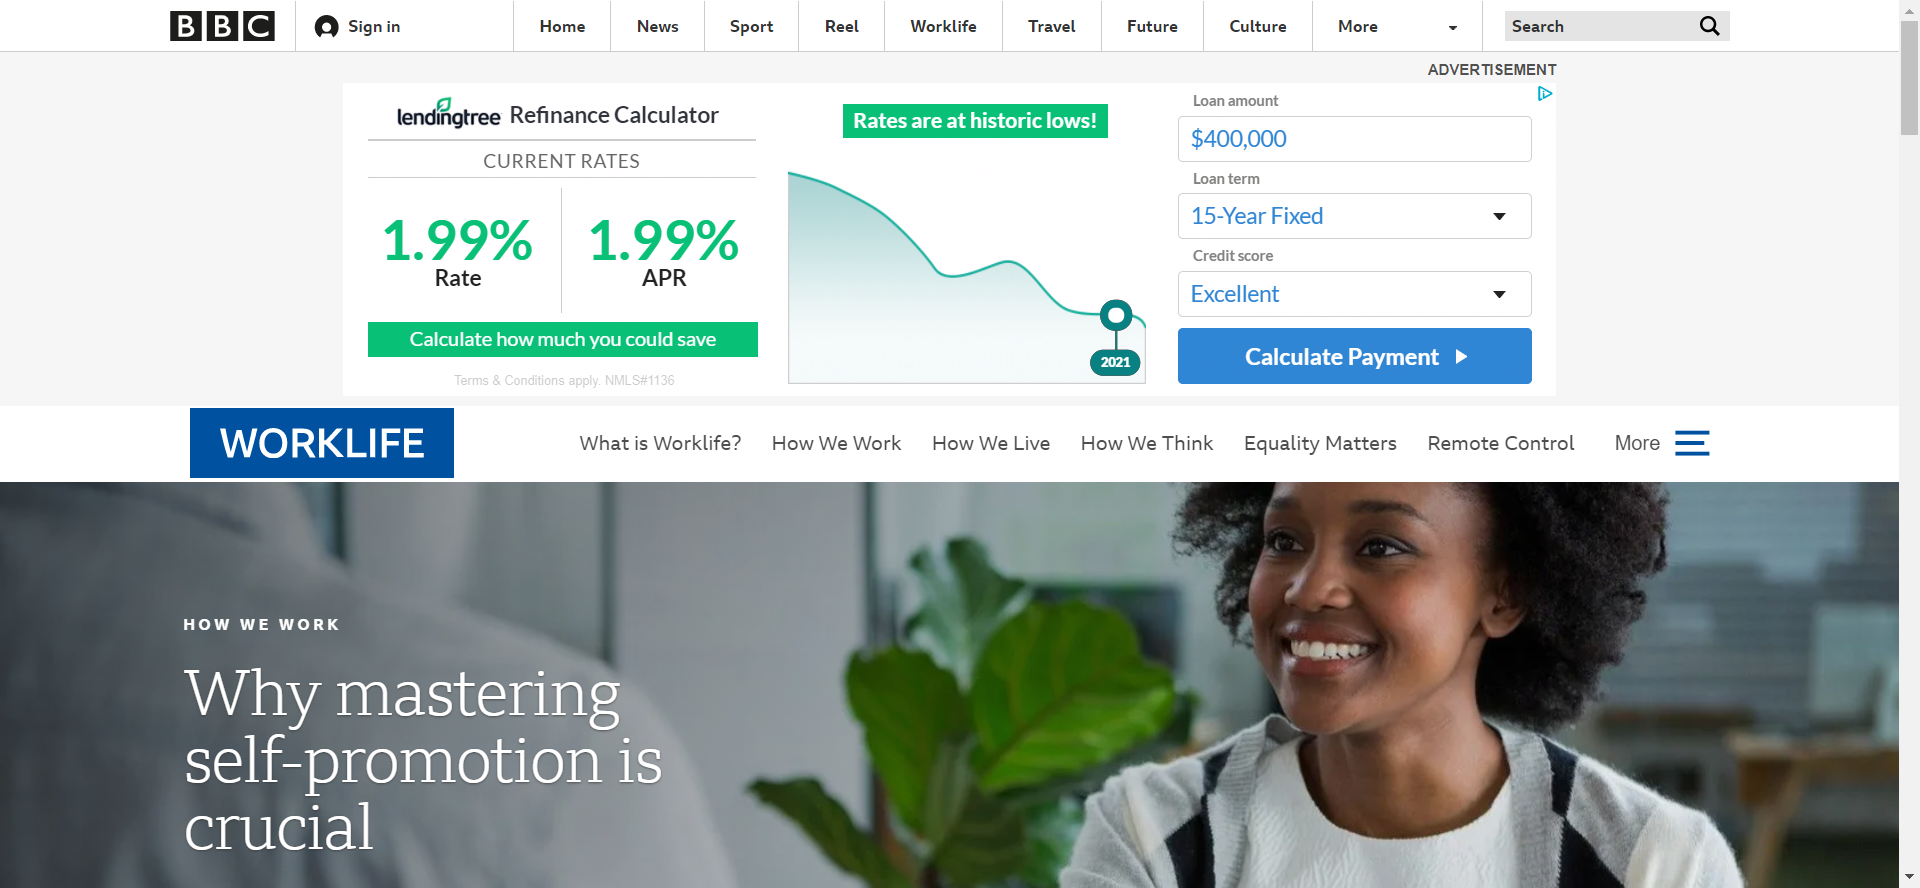 BBC
Sign in
Home
News
Sport
Reel
Worklife
Travel
Future
Culture
More
Search
ADVERTISEMENT
lendingtree Refinance Calculator
CURRENT RATES
1.99%
Rate
1.99%
APR
Calculate how much you could save
Terms & Conditions apply. NMLS#1136
Rates are at historic lows!
2021
Loan amount
$400,000
Loan term
15-Year Fixed
Credit score
Excellent
Calculate Payment
WORKLIFE
What is Worklife?
How We Work
How We Live
How We Think
Equality Matters
Remote Control
More
HOW WE WORK
Why mastering
self-promotion is
crucial